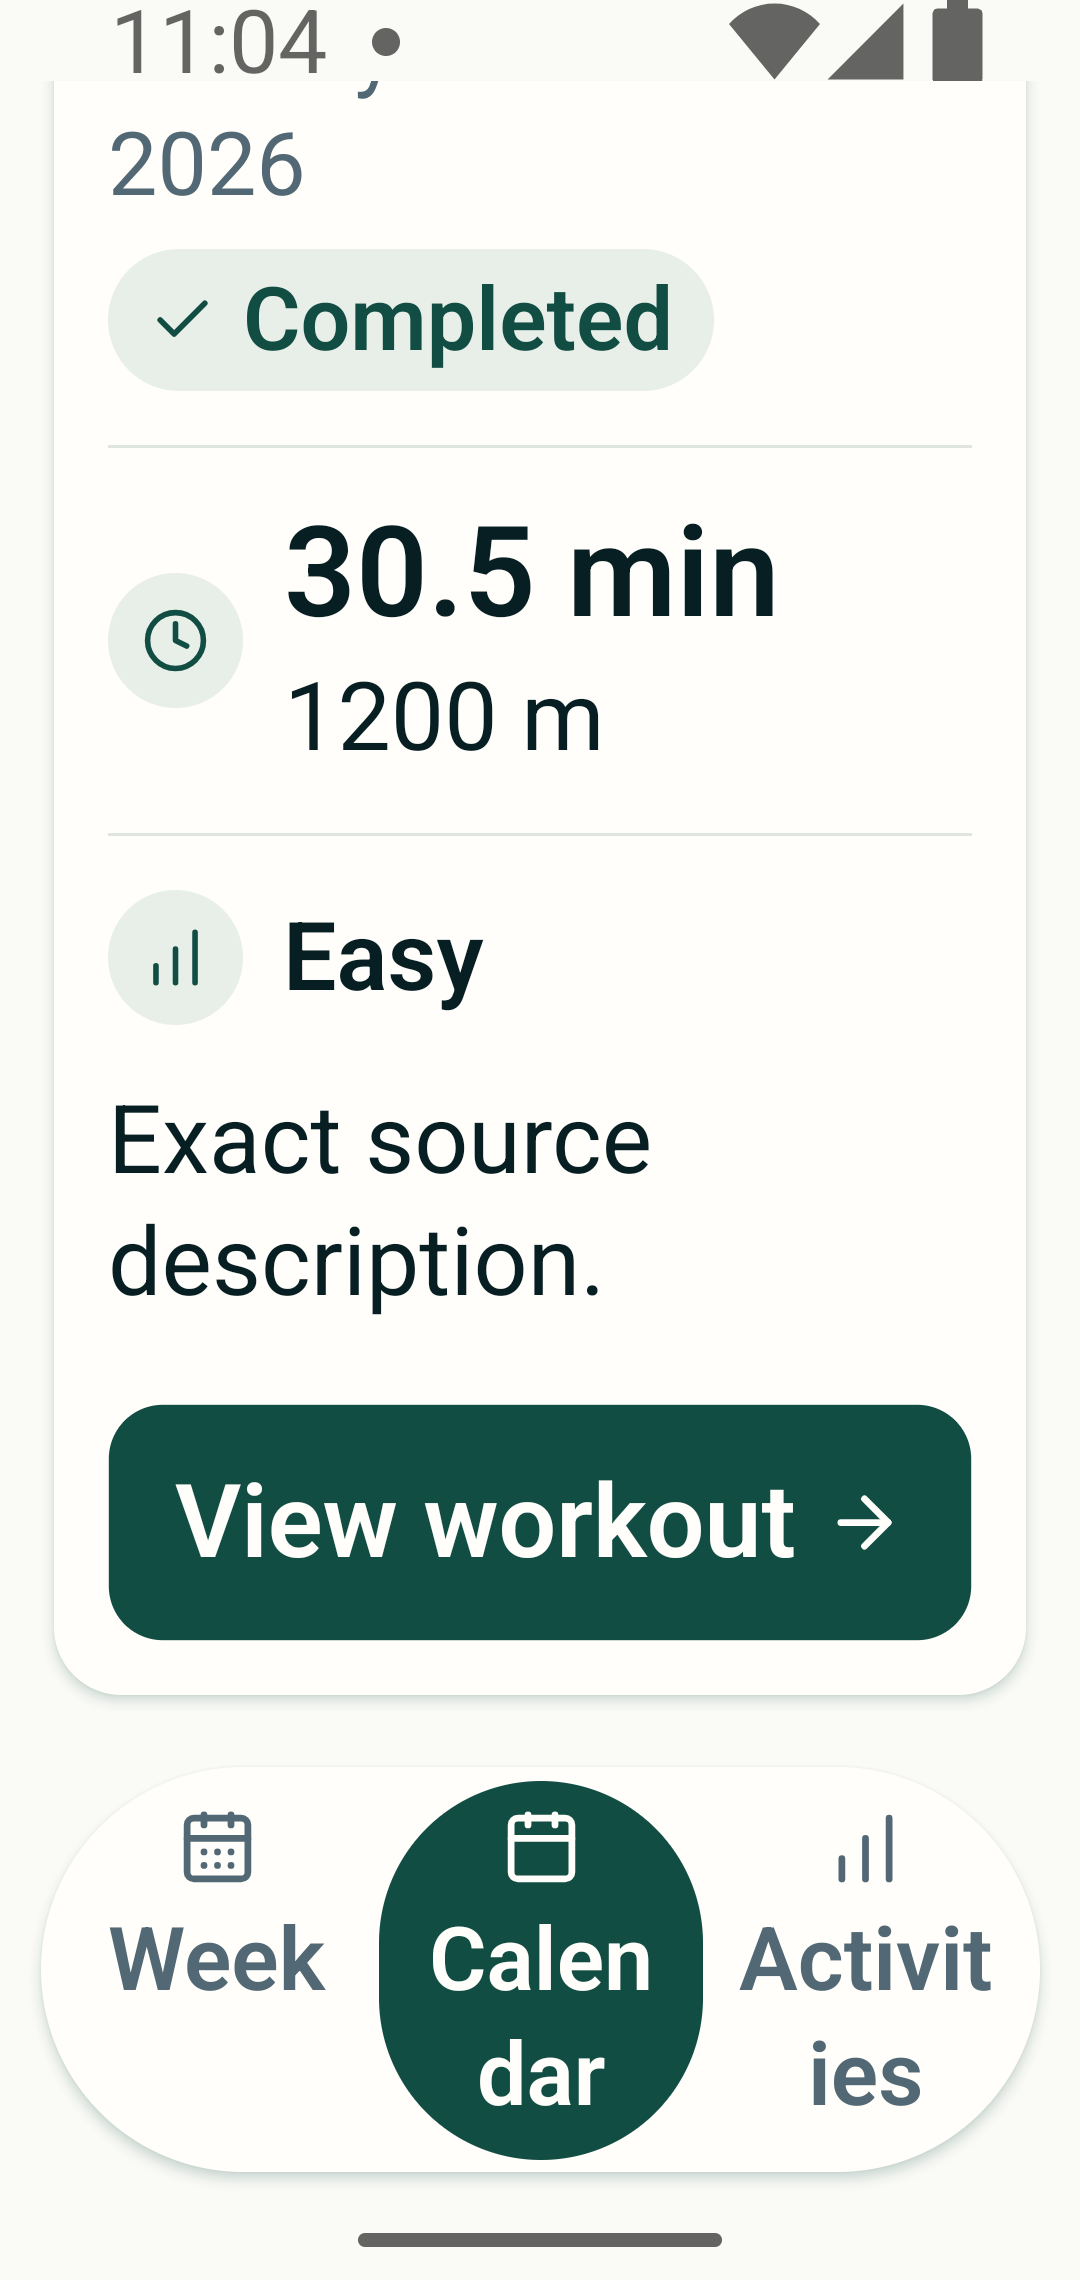 11:04
2026
Completed
30.5 min
1200 m
Easy
Exact source
description.
View workout
Week
Calen
dar
Activit
ies